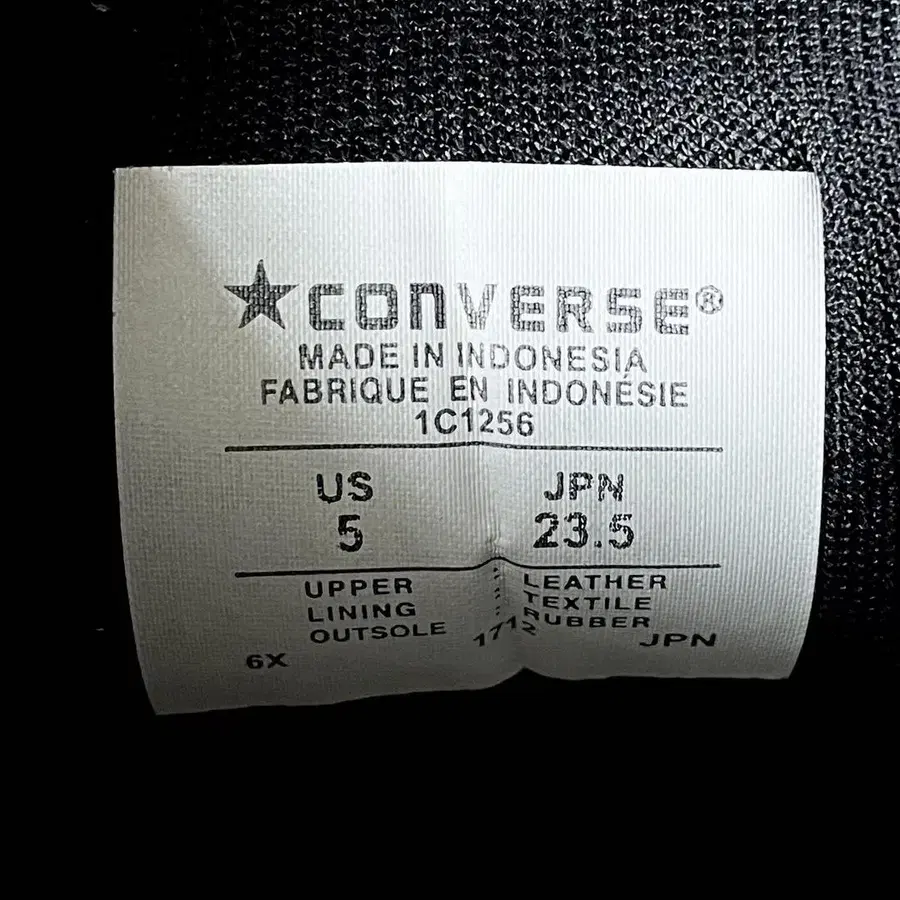 ★CONVERSE®
MADE IN INDONESIA
FABRIQUE EN INDONÉSIE
1C1256
US JPN
5 23.5
UPPER : LEATHER
LINING : TEXTILE
OUTSOLE : RUBBER
6X 1712 JPN